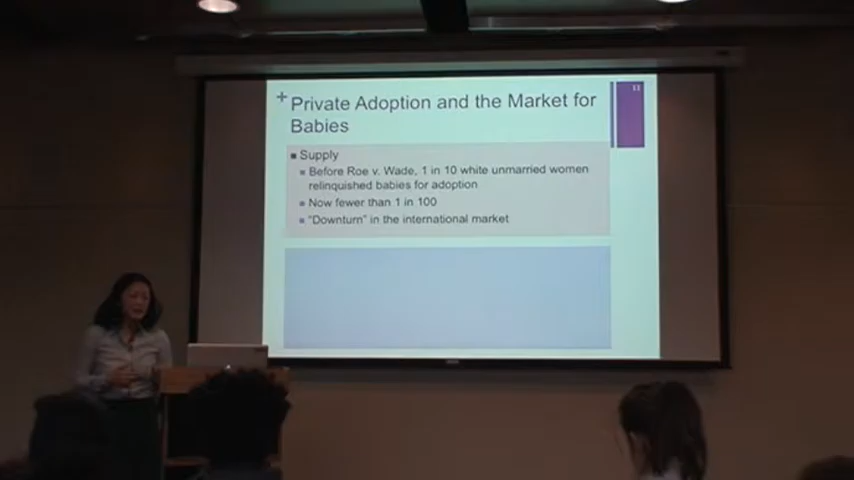 11
+ Private Adoption and the Market for
Babies
■ Supply
■ Before Roe v. Wade, 1 in 10 white unmarried women
relinquished babies for adoption
■ Now fewer than 1 in 100
■ "Downturn" in the international market